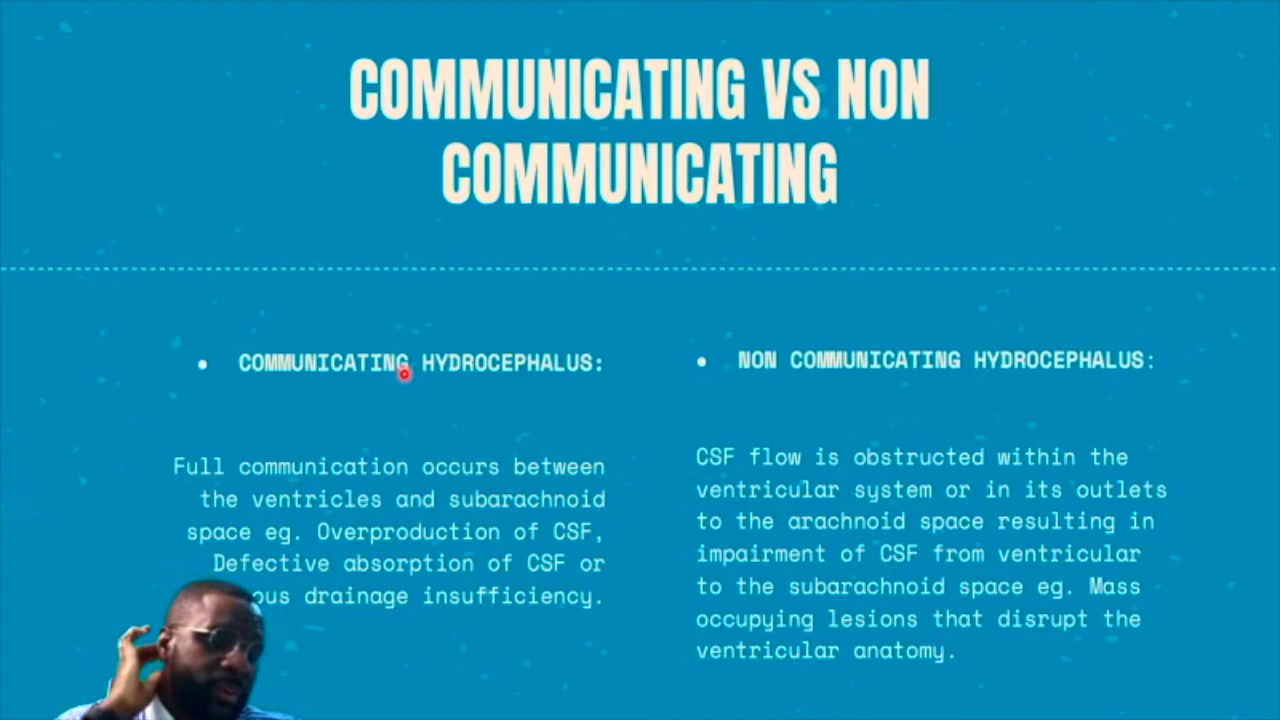 COMMUNICATING VS NON
COMMUNICATING
• COMMUNICATING HYDROCEPHALUS:
Full communication occurs between
the ventricles and subarachnoid
space eg. Overproduction of CSF,
Defective absorption of CSF or
drainage insufficiency.
• NON COMMUNICATING HYDROCEPHALUS:
CSF flow is obstructed within the
ventricular system or in its outlets
to the arachnoid space resulting in
impairment of CSF from ventricular
to the subarachnoid space eg. Mass
occupying lesions that disrupt the
ventricular anatomy.